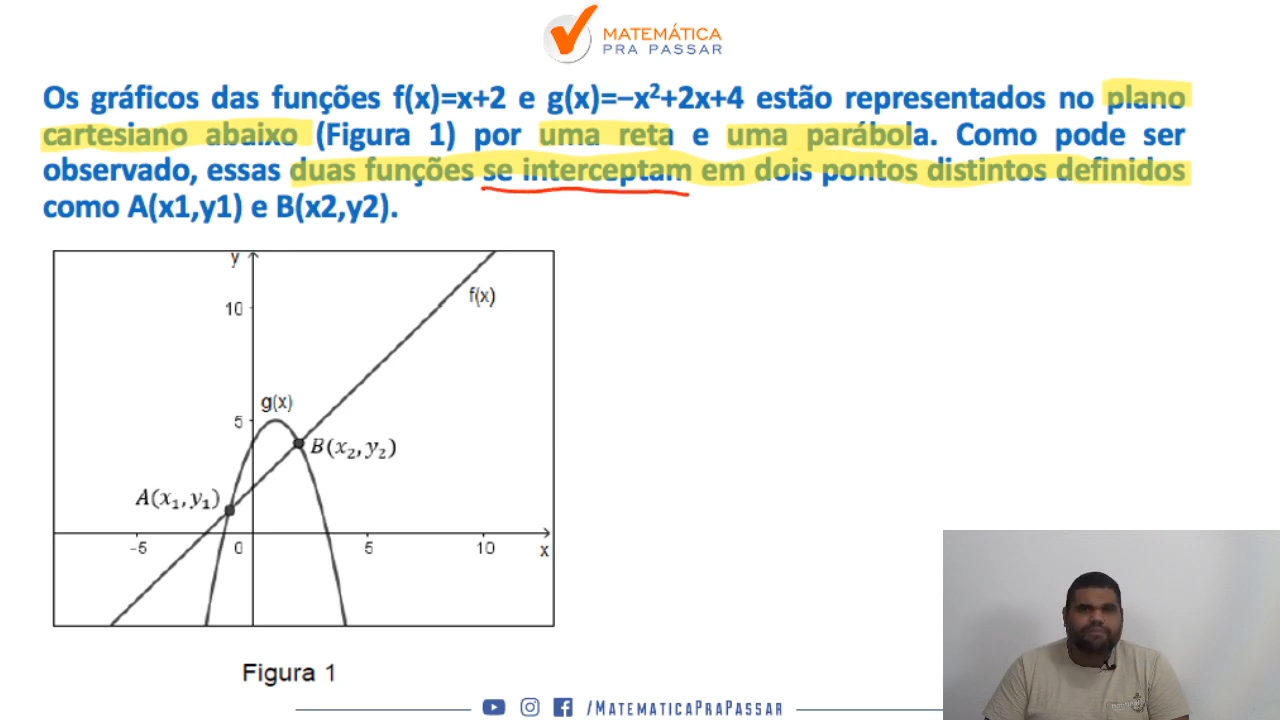 MATEMÁTICA
PRA PASSAR
Os gráficos das funções f(x)=x+2 e g(x)=–x²+2x+4 estão representados no plano
cartesiano abaixo (Figura 1) por uma reta e uma parábola. Como pode ser
observado, essas duas funções se interceptam em dois pontos distintos definidos
como A(x1,y1) e B(x2,y2).
y
10
f(x)
g(x)
5
B(x₂, y₂)
A(x₁, y₁)
-5
0
5
10
x
Figura 1
/MATEMATICAPRAPASSAR